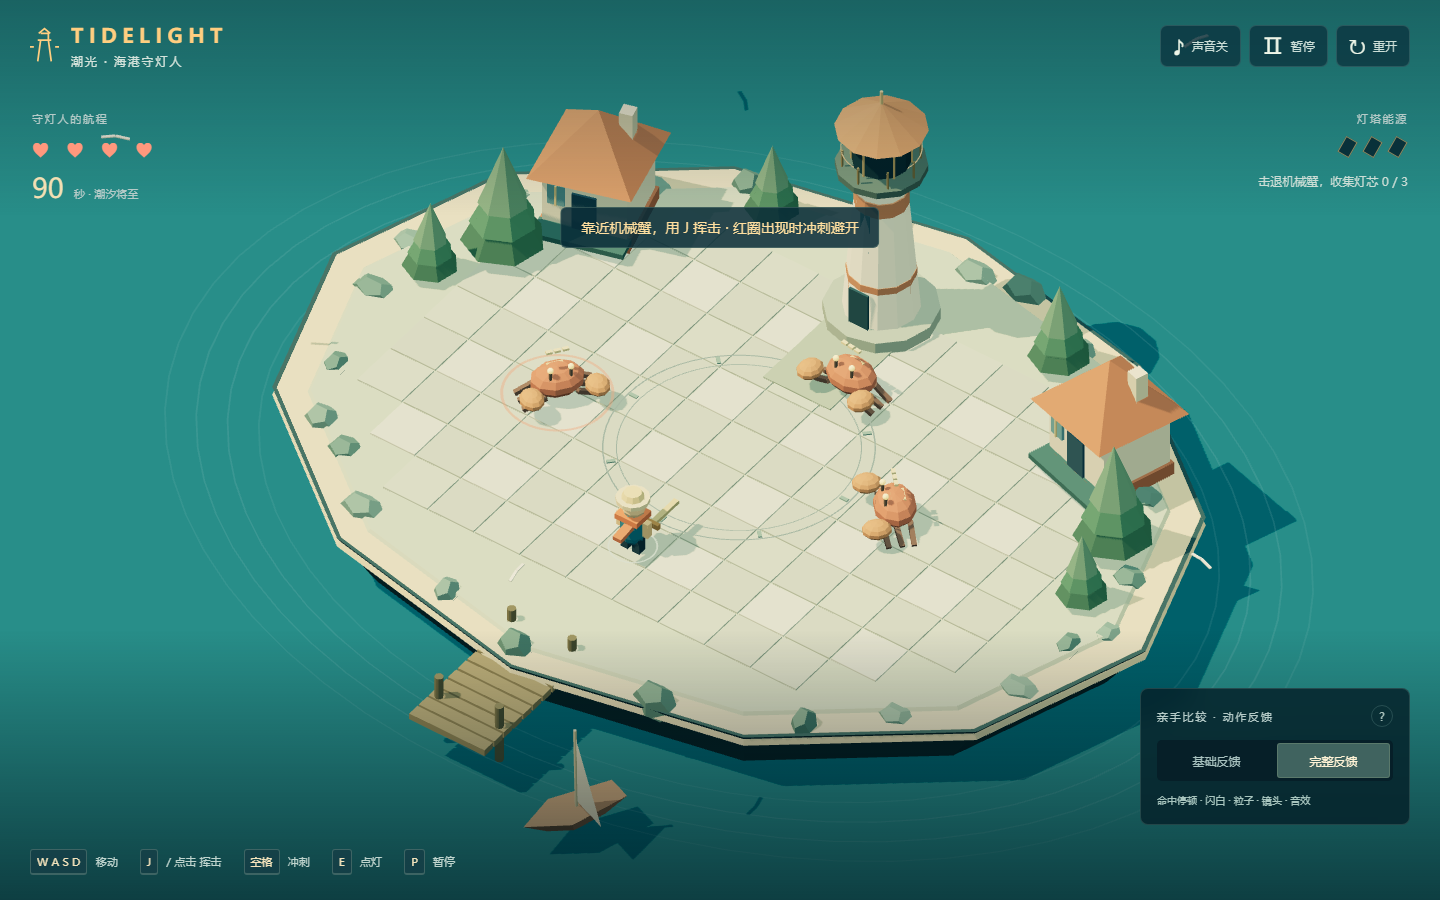 TIDELIGHT
潮光 · 海港守灯人
声音关
暂停
重开
守灯人的航程
90 秒 · 潮汐将至
灯塔能源
击退机械蟹，收集灯芯 0 / 3
靠近机械蟹，用 J 挥击 · 红圈出现时冲刺避开
亲手比较 · 动作反馈
?
基础反馈
完整反馈
命中停顿 · 闪白 · 粒子 · 镜头 · 音效
WASD 移动 J / 点击 挥击 空格 冲刺 E 点灯 P 暂停